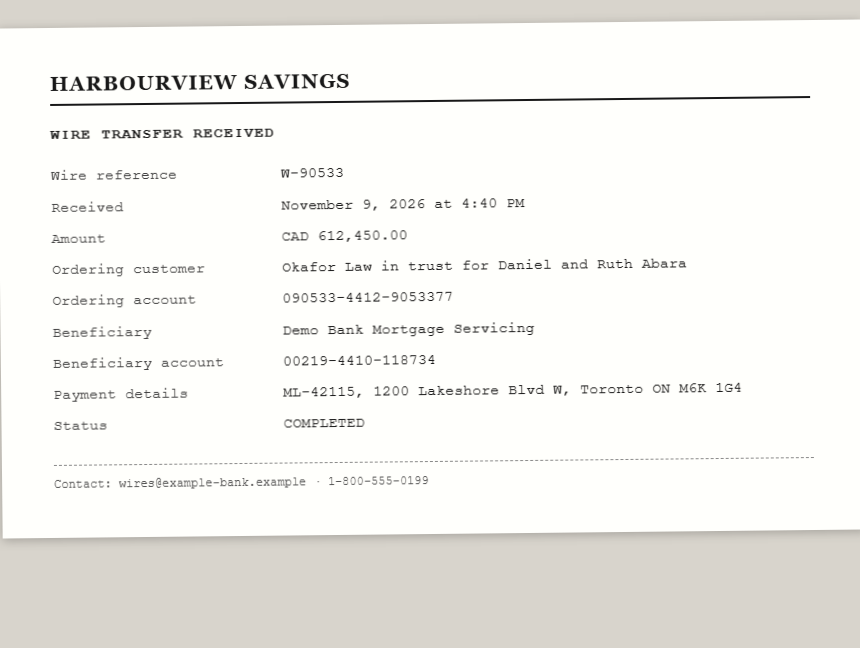 HARBOURVIEW SAVINGS
WIRE TRANSFER RECEIVED
Wire reference W-90533
Received November 9, 2026 at 4:40 PM
Amount CAD 612,450.00
Ordering customer Okafor Law in trust for Daniel and Ruth Abara
Ordering account 090533-4412-9053377
Beneficiary Demo Bank Mortgage Servicing
Beneficiary account 00219-4410-118734
Payment details ML-42115, 1200 Lakeshore Blvd W, Toronto ON M6K 1G4
Status COMPLETED
Contact: wires@example-bank.example · 1-800-555-0199